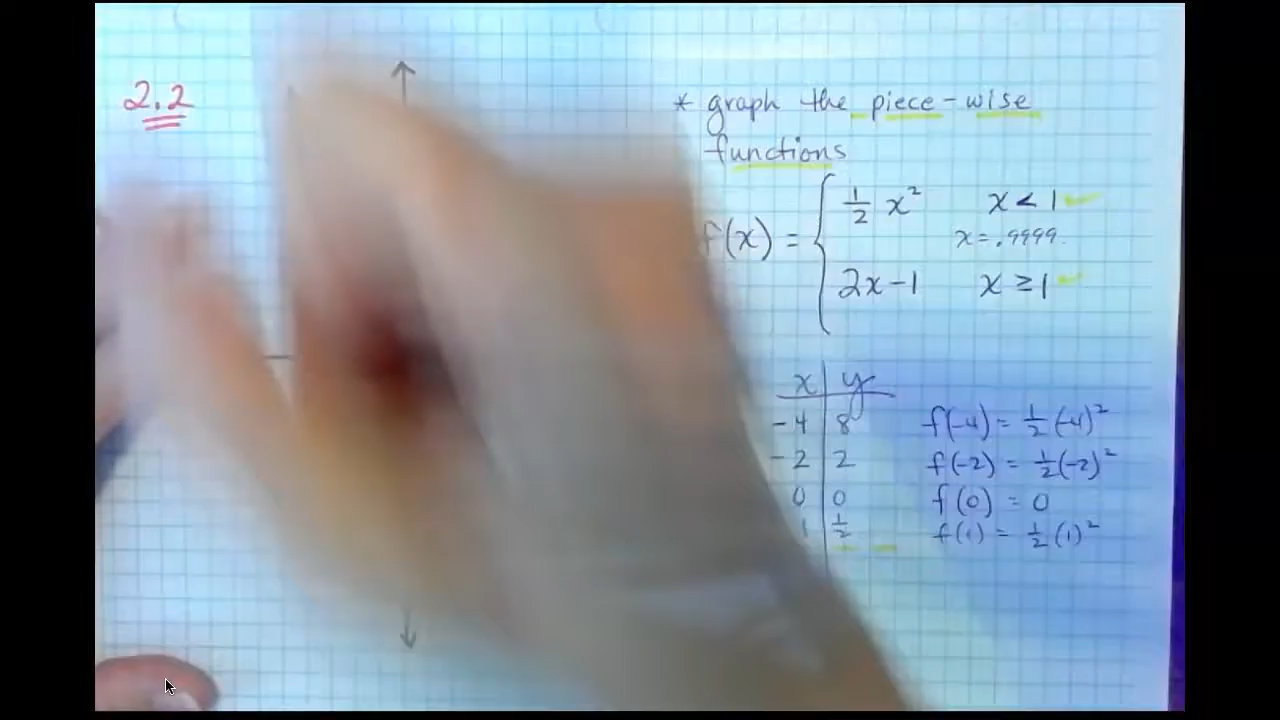 2.2
* graph the piece-wise
functions
f(x) = { 1/2 x² x < 1
x = .9999.
2x-1 x ≥ 1
x y
-4 8 f(-4) = 1/2 (-4)²
-2 2 f(-2) = 1/2 (-2)²
0 0 f(0) = 0
1 1/2 f(1) = 1/2 (1)²